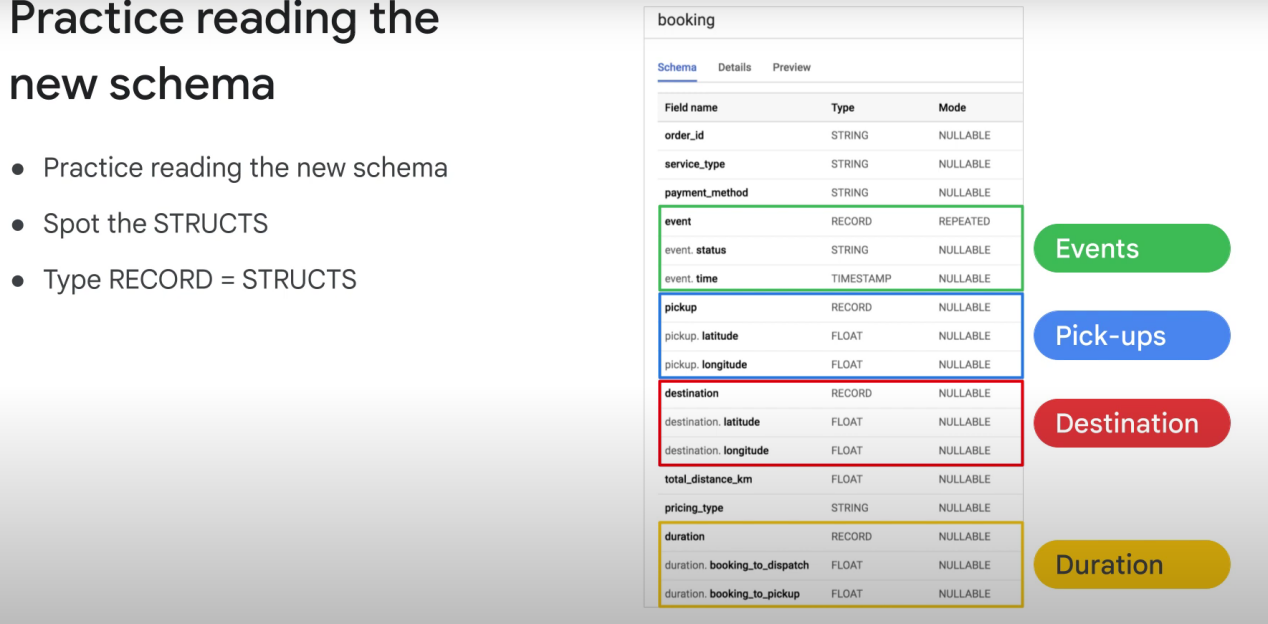 Practice reading the
new schema
● Practice reading the new schema
● Spot the STRUCTS
● Type RECORD = STRUCTS
booking
Schema Details Preview
Field name Type Mode
order_id STRING NULLABLE
service_type STRING NULLABLE
payment_method STRING NULLABLE
event RECORD REPEATED
event. status STRING NULLABLE
event. time TIMESTAMP NULLABLE
Events
pickup RECORD NULLABLE
pickup. latitude FLOAT NULLABLE
pickup. longitude FLOAT NULLABLE
Pick-ups
destination RECORD NULLABLE
destination. latitude FLOAT NULLABLE
destination. longitude FLOAT NULLABLE
Destination
total_distance_km FLOAT NULLABLE
pricing_type STRING NULLABLE
duration RECORD NULLABLE
duration. booking_to_dispatch FLOAT NULLABLE
duration. booking_to_pickup FLOAT NULLABLE
Duration